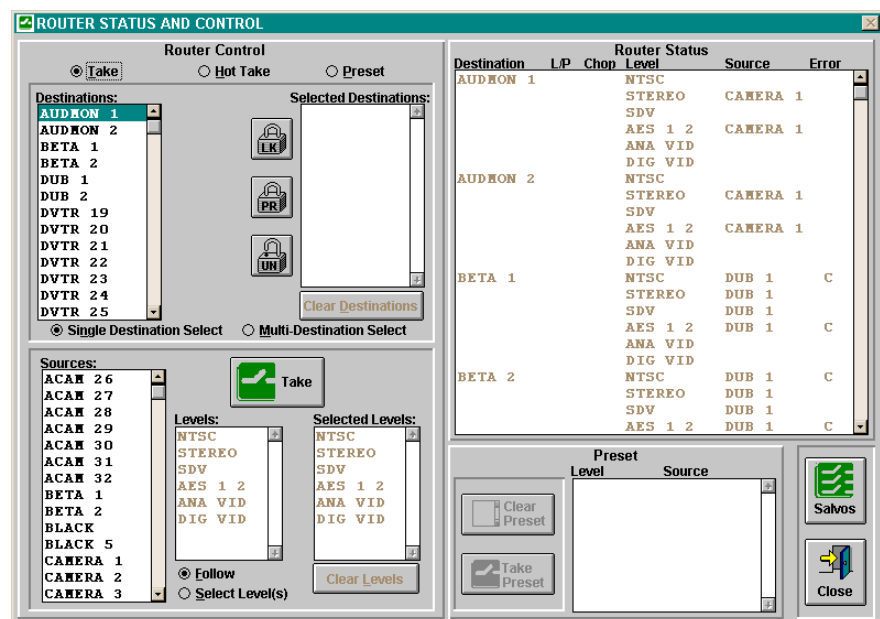 ROUTER STATUS AND CONTROL
Router Control
Take
Hot Take
Preset
Destinations:
AUDMON 1
AUDMON 2
BETA 1
BETA 2
DUB 1
DUB 2
DVTR 19
DVTR 20
DVTR 21
DVTR 22
DVTR 23
DVTR 24
DVTR 25
LK
PR
UN
Selected Destinations:
Clear Destinations
Single Destination Select
Multi-Destination Select
Sources:
ACAM 26
ACAM 27
ACAM 28
ACAM 29
ACAM 30
ACAM 31
ACAM 32
BETA 1
BETA 2
BLACK
BLACK 5
CAMERA 1
CAMERA 2
CAMERA 3
Take
Levels:
NTSC
STEREO
SDV
AES 1 2
ANA VID
DIG VID
Follow
Select Level(s)
Selected Levels:
NTSC
STEREO
SDV
AES 1 2
ANA VID
DIG VID
Clear Levels
Router Status
Destination L/P Chop Level Source Error
AUDMON 1 NTSC
STEREO CAMERA 1
SDV
AES 1 2 CAMERA 1
ANA VID
DIG VID
AUDMON 2 NTSC
STEREO CAMERA 1
SDV
AES 1 2 CAMERA 1
ANA VID
DIG VID
BETA 1 NTSC DUB 1 C
STEREO DUB 1
SDV DUB 1
AES 1 2 DUB 1 C
ANA VID
DIG VID
BETA 2 NTSC DUB 1 C
STEREO DUB 1
SDV DUB 1
AES 1 2 DUB 1 C
Preset
Level Source
Clear
Preset
Take
Preset
Salvos
Close